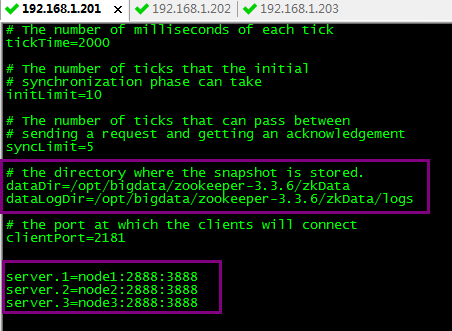 192.168.1.201 192.168.1.202 192.168.1.203
# The number of milliseconds of each tick
tickTime=2000
# The number of ticks that the initial
# synchronization phase can take
initLimit=10
# The number of ticks that can pass between
# sending a request and getting an acknowledgement
syncLimit=5
# the directory where the snapshot is stored.
dataDir=/opt/bigdata/zookeeper-3.3.6/zkData
dataLogDir=/opt/bigdata/zookeeper-3.3.6/zkData/logs
# the port at which the clients will connect
clientPort=2181
server.1=node1:2888:3888
server.2=node2:2888:3888
server.3=node3:2888:3888